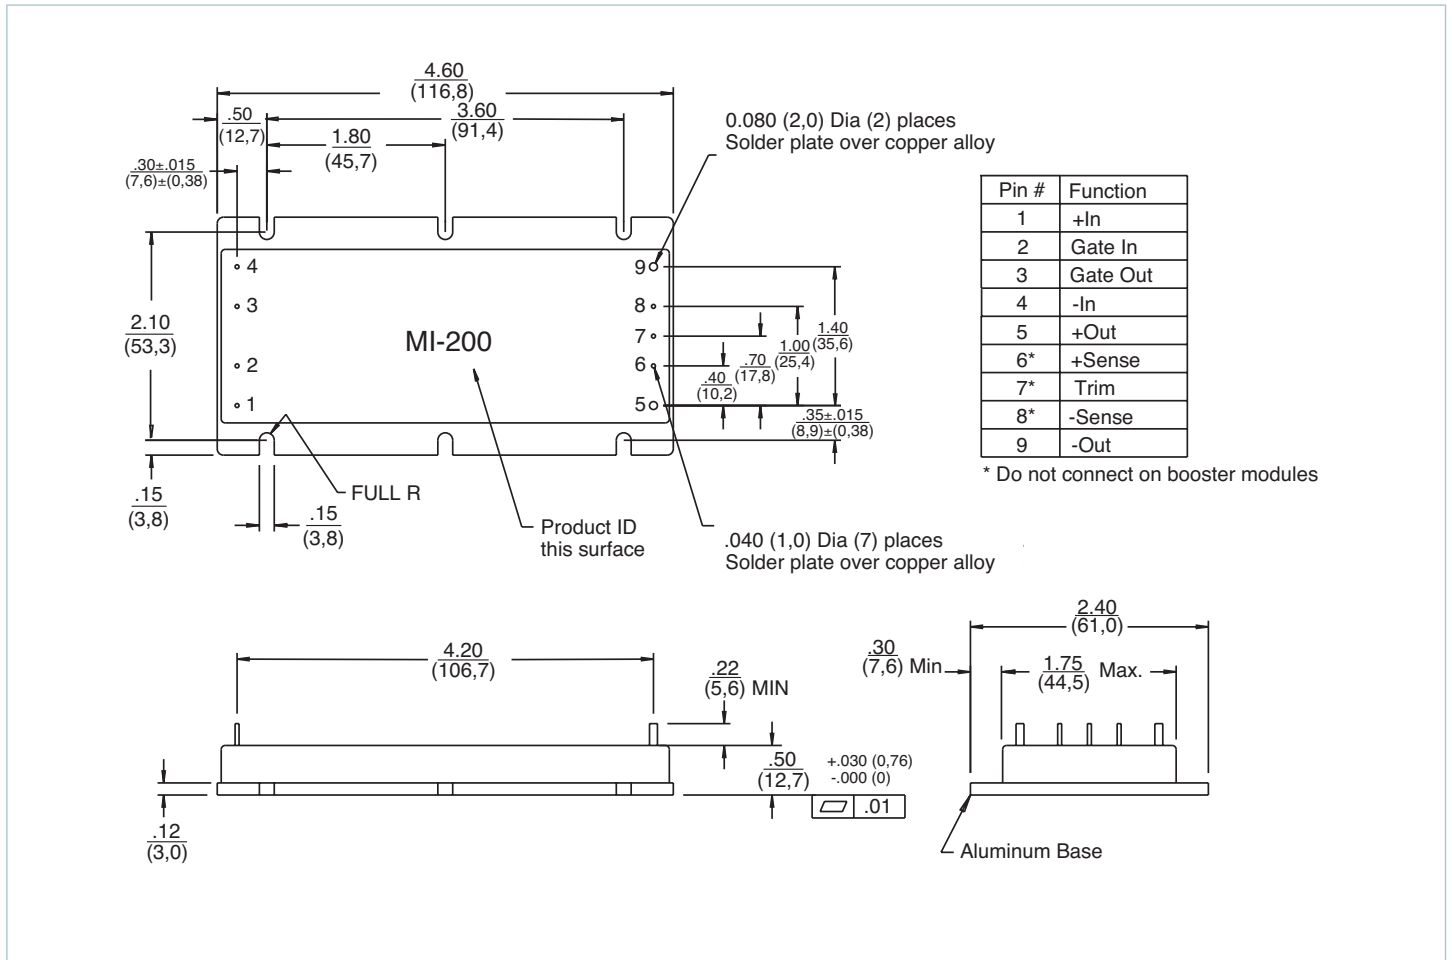 4.60
(116,8)
.50
(12,7)
3.60
(91,4)
1.80
(45,7)
.30±.015
(7,6)±(0,38)
0.080 (2,0) Dia (2) places
Solder plate over copper alloy
4
3
2
1
9
8
7
6
5
MI-200
2.10
(53,3)
1.40
(35,6)
1.00
(25,4)
.70
(17,8)
.40
(10,2)
.35±.015
(8,9)±(0,38)
.15
(3,8)
.15
(3,8)
FULL R
Product ID
this surface
.040 (1,0) Dia (7) places
Solder plate over copper alloy
Pin # Function
1 +In
2 Gate In
3 Gate Out
4 -In
5 +Out
6* +Sense
7* Trim
8* -Sense
9 -Out
* Do not connect on booster modules
4.20
(106,7)
.22
(5,6) MIN
.50
(12,7)
+.030 (0,76)
-.000 (0)
.01
.12
(3,0)
2.40
(61,0)
.30
(7,6) Min
1.75
(44,5)
Max.
Aluminum Base